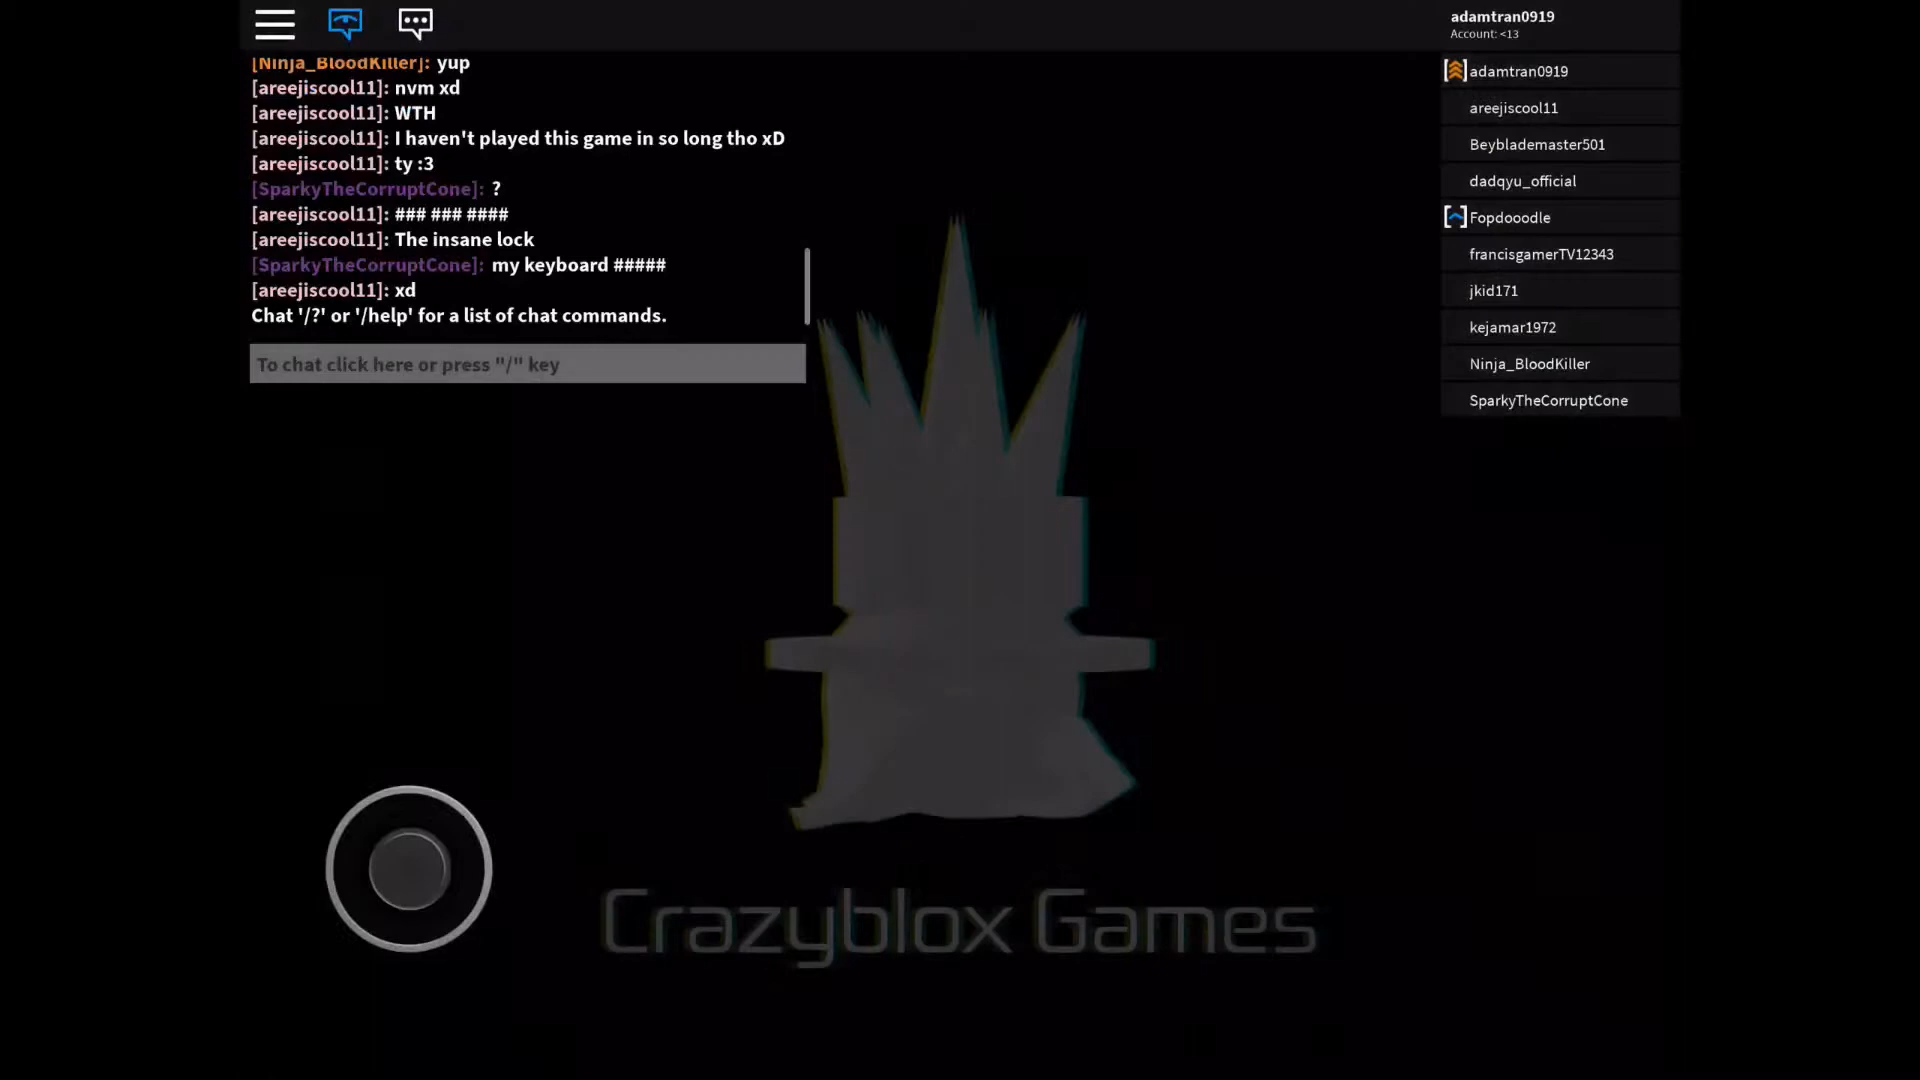 adamtran0919
Account: <13
[Ninja_BloodKiller]: yup
[areejiscool11]: nvm xd
[areejiscool11]: WTH
[areejiscool11]: I haven't played this game in so long tho xD
[areejiscool11]: ty :3
[SparkyTheCorruptCone]: ?
[areejiscool11]: ### ### ####
[areejiscool11]: The insane lock
[SparkyTheCorruptCone]: my keyboard #####
[areejiscool11]: xd
Chat '/?' or '/help' for a list of chat commands.
To chat click here or press "/" key
adamtran0919
areejiscool11
Beyblademaster501
dadqyu_official
Fopdooodle
francisgamerTV12343
jkid171
kejamar1972
Ninja_BloodKiller
SparkyTheCorruptCone
Crazyblox Games